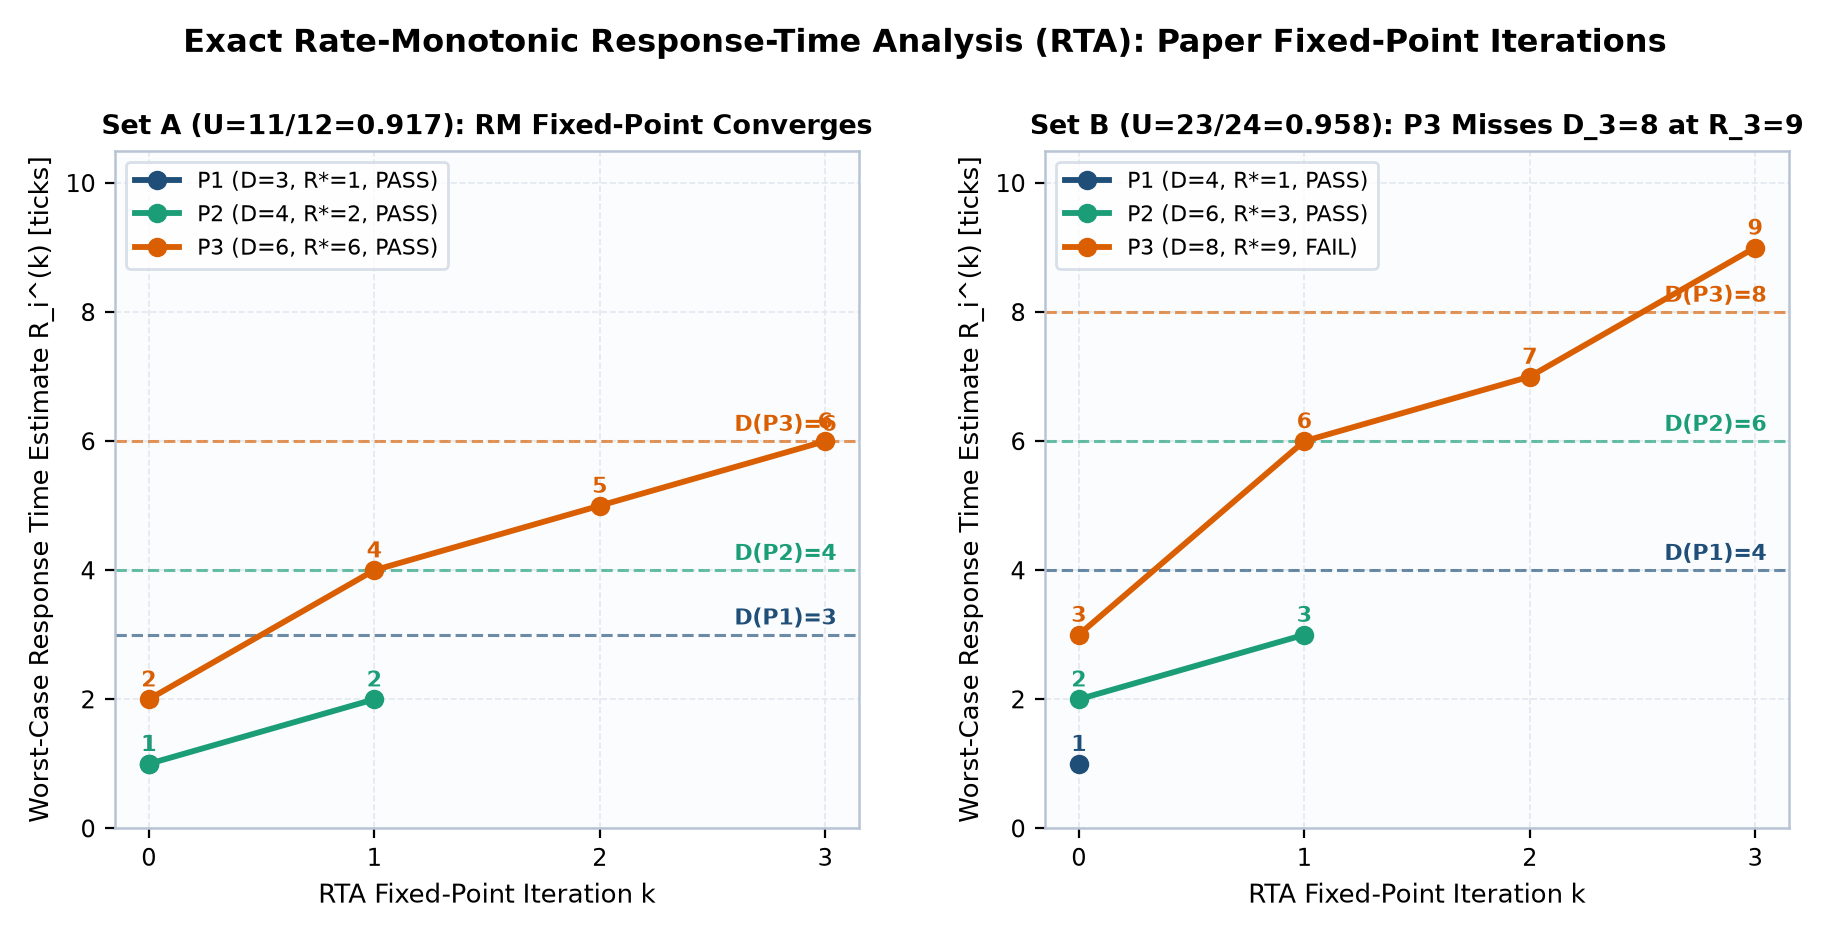 Exact Rate-Monotonic Response-Time Analysis (RTA): Paper Fixed-Point Iterations
Set A (U=11/12=0.917): RM Fixed-Point Converges
Worst-Case Response Time Estimate R_i^(k) [ticks]
10
8
6
4
2
0
P1 (D=3, R*=1, PASS)
P2 (D=4, R*=2, PASS)
P3 (D=6, R*=6, PASS)
D(P3)=6
6
5
4
D(P2)=4
D(P1)=3
2
2
1
0
1
2
3
RTA Fixed-Point Iteration k
Set B (U=23/24=0.958): P3 Misses D_3=8 at R_3=9
Worst-Case Response Time Estimate R_i^(k) [ticks]
10
8
6
4
2
0
P1 (D=4, R*=1, PASS)
P2 (D=6, R*=3, PASS)
P3 (D=8, R*=9, FAIL)
9
D(P3)=8
7
6
D(P2)=6
D(P1)=4
3
3
2
1
0
1
2
3
RTA Fixed-Point Iteration k